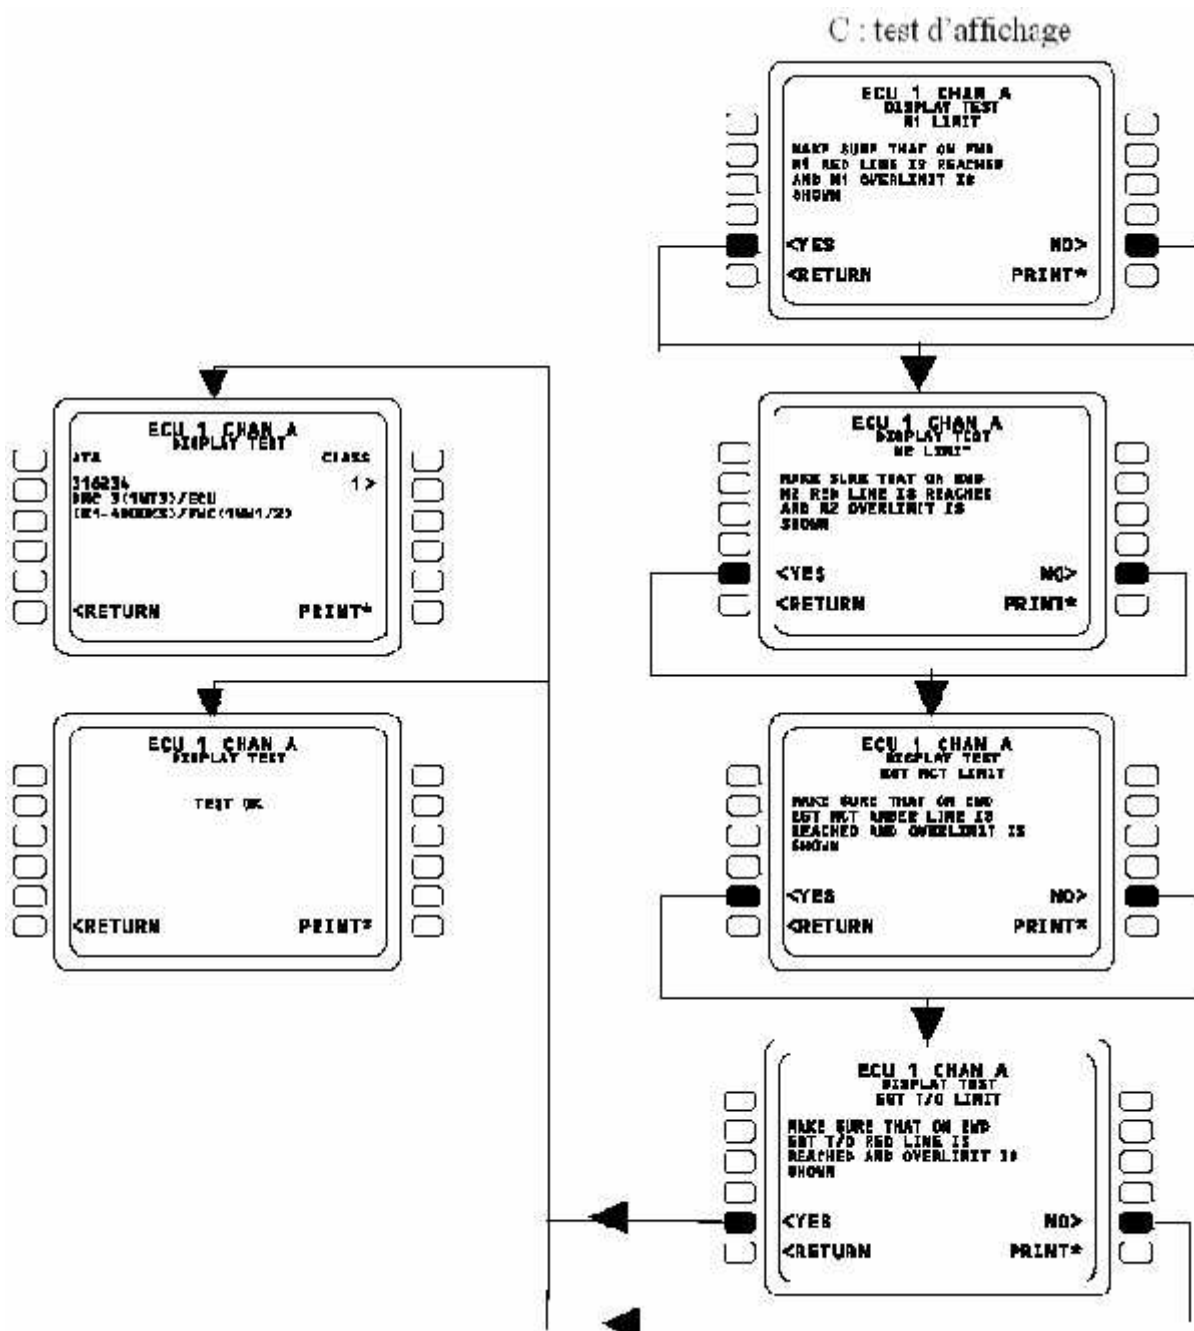 C : test d'affichage
ECU 1 CHAN A
DISPLAY TEST
N1 LIMIT
MAKE SURE THAT ON EWD
N1 RED LINE IS REACHED
AND N1 OVERLIMIT IS
SHOWN
<YES NO>
<RETURN PRINT*
ECU 1 CHAN A
DISPLAY TEST
N2 LIMIT
MAKE SURE THAT ON EWD
N2 RED LINE IS REACHED
AND N2 OVERLIMIT IS
SHOWN
<YES NO>
<RETURN PRINT*
ECU 1 CHAN A
DISPLAY TEST
EGT MCT LIMIT
MAKE SURE THAT ON EWD
EGT MCT AMBER LINE IS
REACHED AND OVERLIMIT IS
SHOWN
<YES NO>
<RETURN PRINT*
ECU 1 CHAN A
DISPLAY TEST
EGT T/O LIMIT
MAKE SURE THAT ON EWD
EGT T/O RED LINE IS
REACHED AND OVERLIMIT IS
SHOWN
<YES NO>
<RETURN PRINT*
ECU 1 CHAN A
DISPLAY TEST
ATA CLASS
316234 1>
<RETURN PRINT*
ECU 1 CHAN A
DISPLAY TEST
TEST OK
<RETURN PRINT*